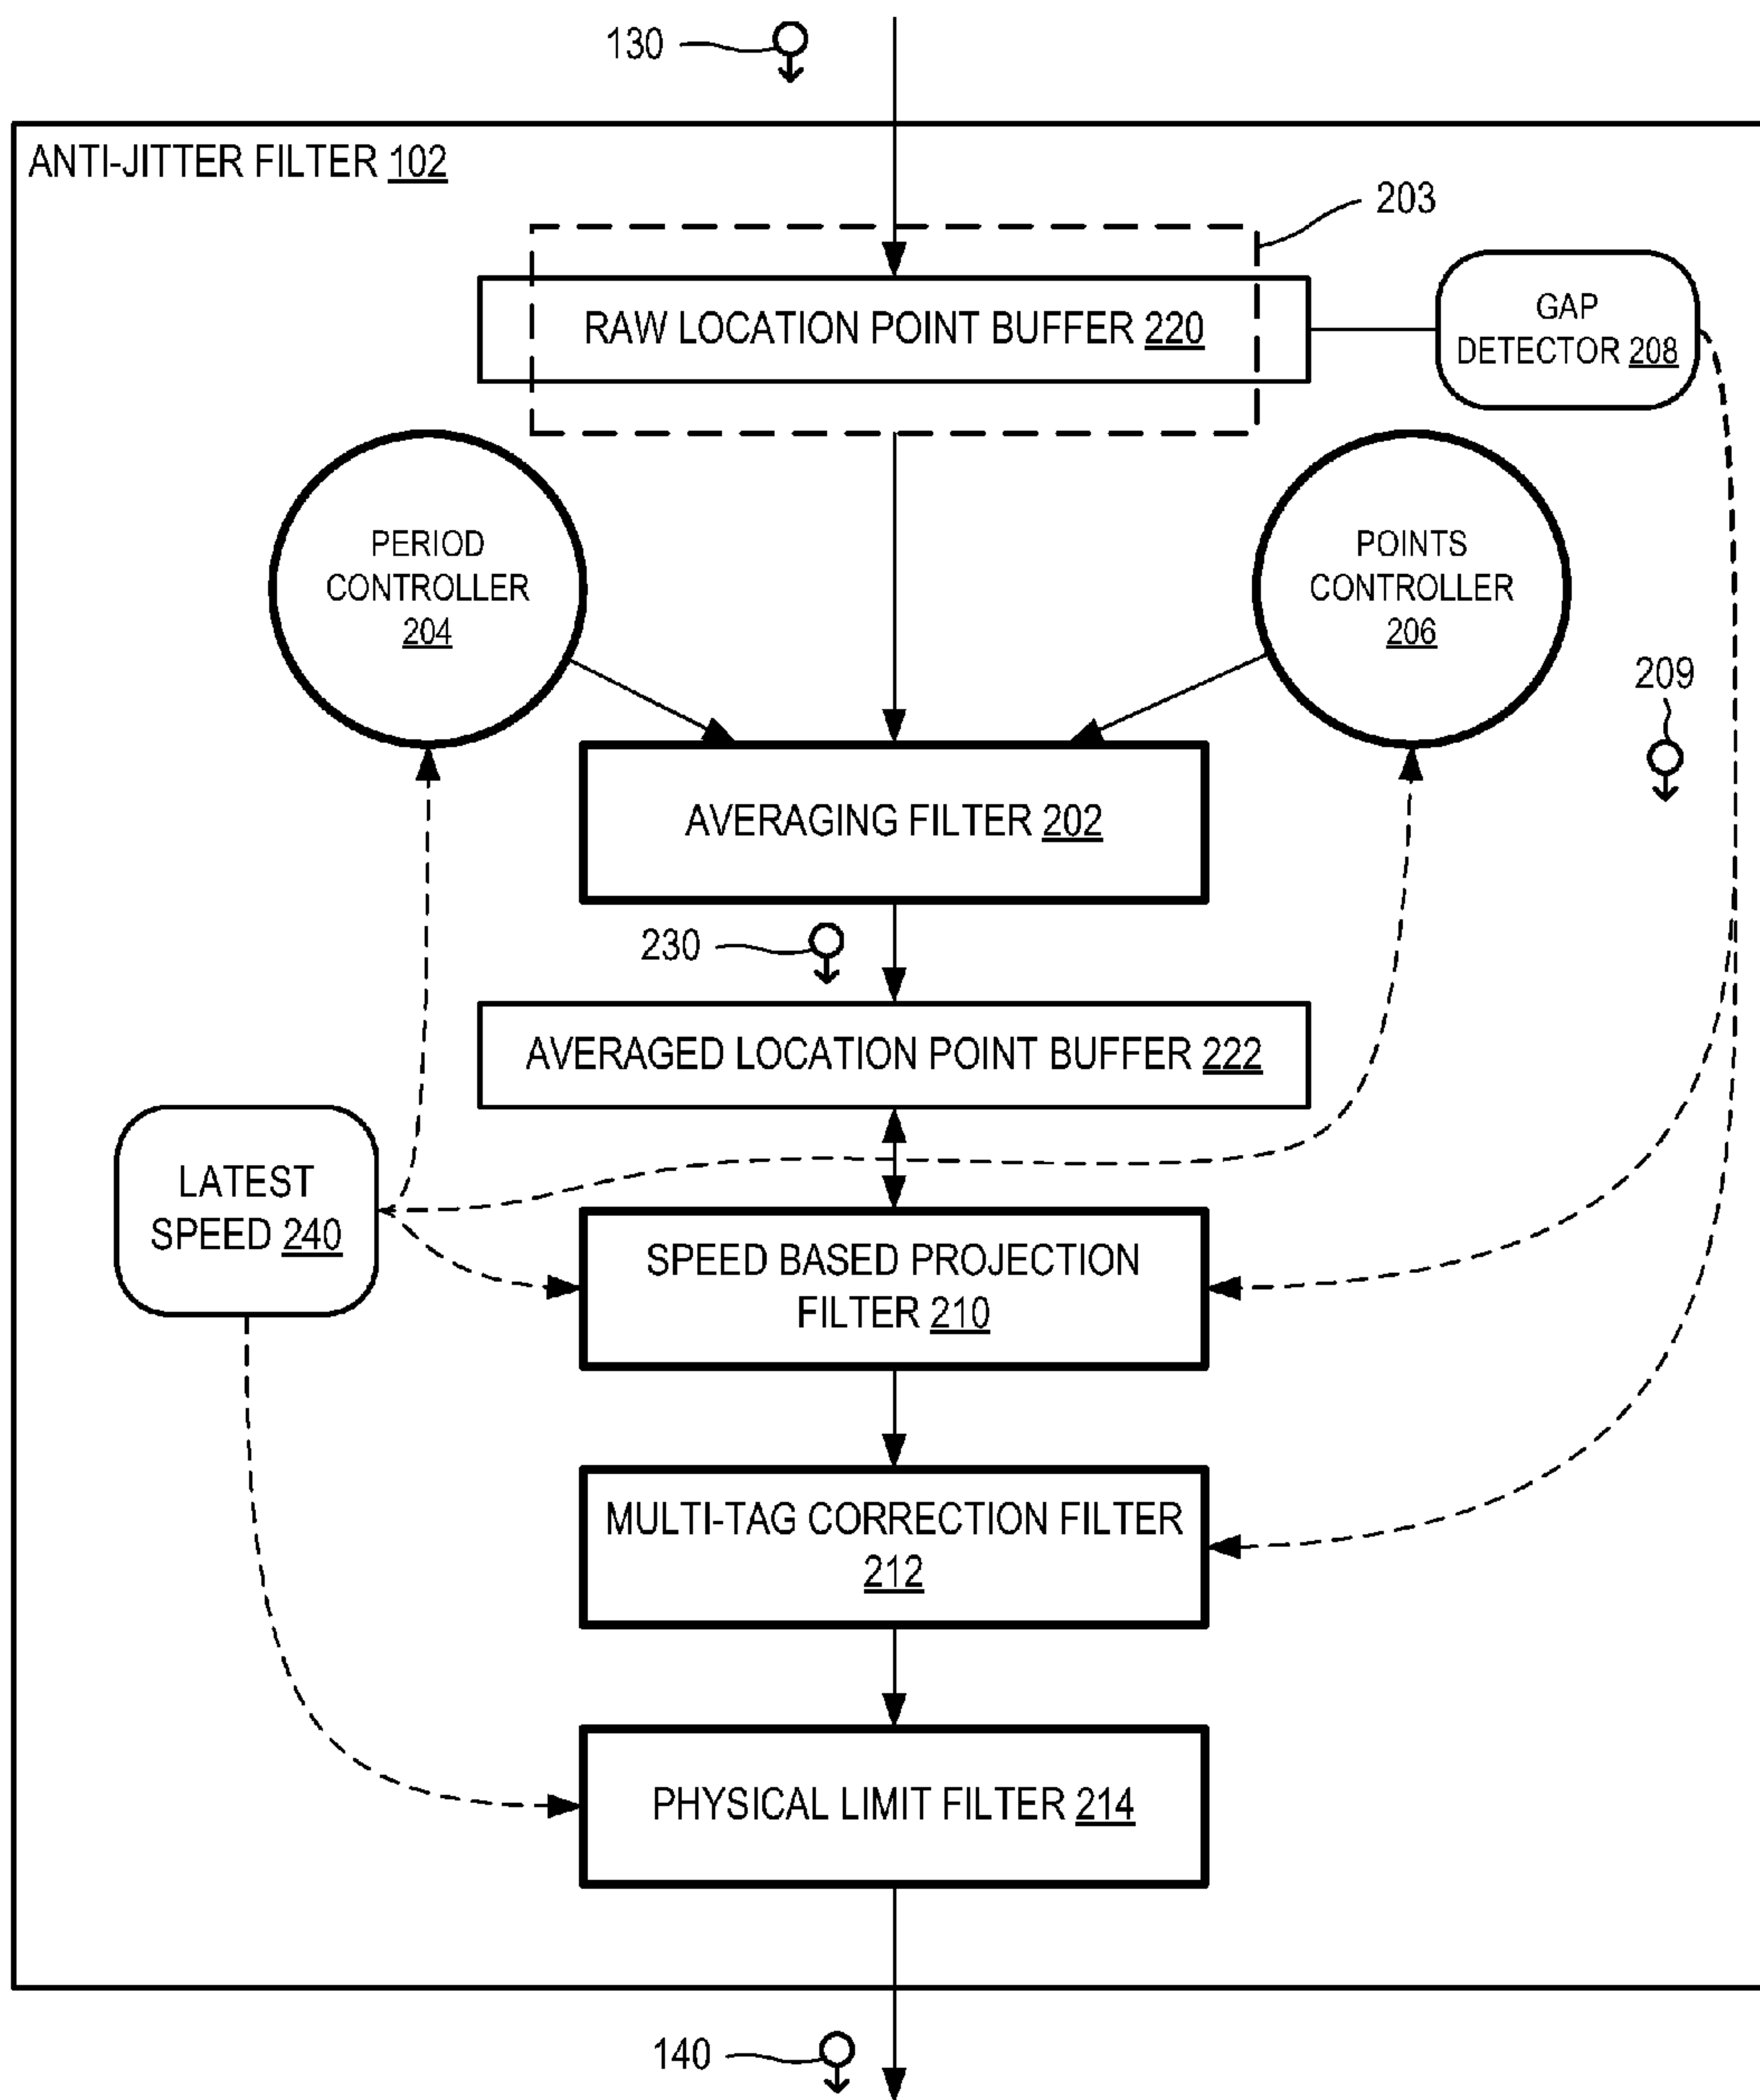 130
ANTI-JITTER FILTER 102
203
RAW LOCATION POINT BUFFER 220
GAP
DETECTOR 208
PERIOD
CONTROLLER
204
POINTS
CONTROLLER
206
209
AVERAGING FILTER 202
230
AVERAGED LOCATION POINT BUFFER 222
LATEST
SPEED 240
SPEED BASED PROJECTION
FILTER 210
MULTI-TAG CORRECTION FILTER
212
PHYSICAL LIMIT FILTER 214
140